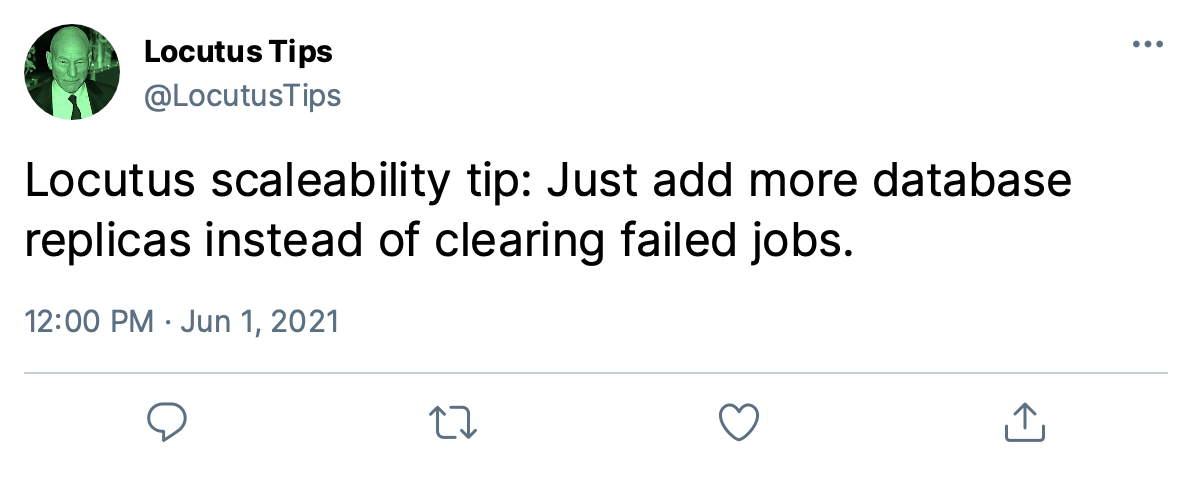 Locutus Tips
@LocutusTips
Locutus scaleability tip: Just add more database
replicas instead of clearing failed jobs.
12:00 PM · Jun 1, 2021